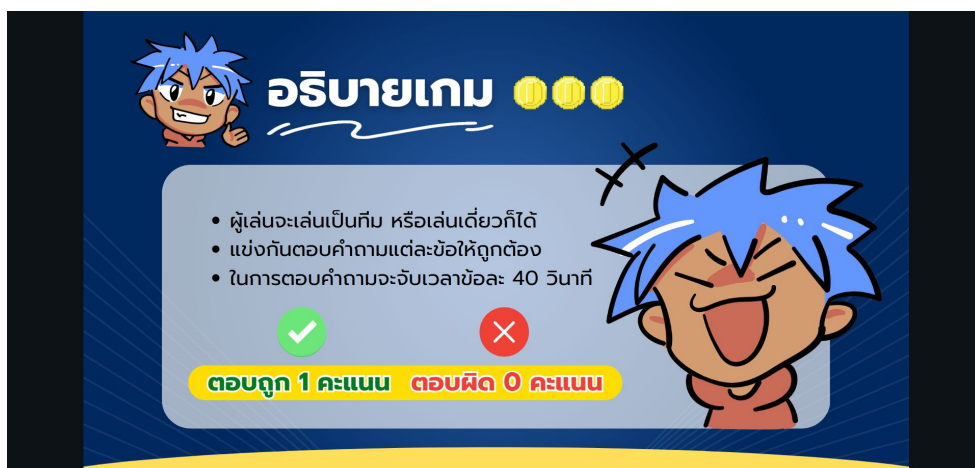 อธิบายเกม
• ผู้เล่นจะเล่นเป็นทีม หรือเล่นเดี่ยวก็ได้
• แข่งกันตอบคำถามแต่ละข้อให้ถูกต้อง
• ในการตอบคำถามจะจับเวลาข้อละ 40 วินาที
ตอบถูก 1 คะแนน ตอบผิด 0 คะแนน